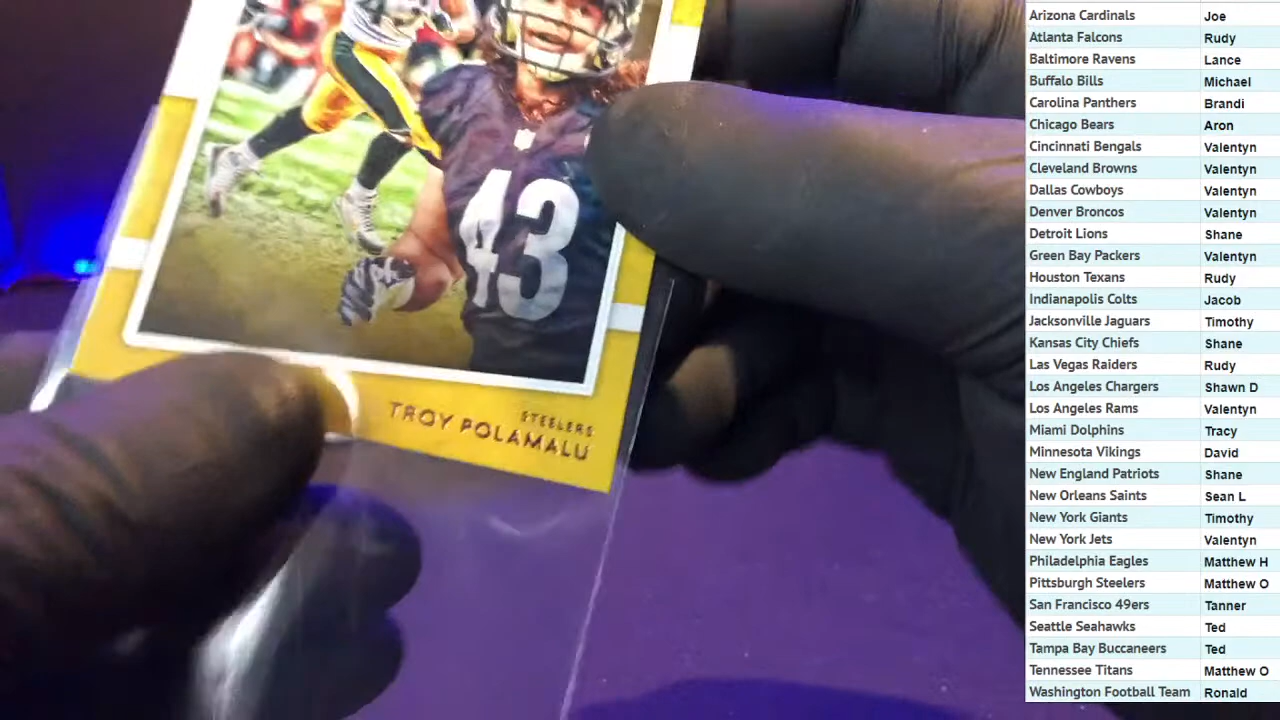 43
STEELERS
TROY POLAMALU
Arizona Cardinals Joe
Atlanta Falcons Rudy
Baltimore Ravens Lance
Buffalo Bills Michael
Carolina Panthers Brandi
Chicago Bears Aron
Cincinnati Bengals Valentyn
Cleveland Browns Valentyn
Dallas Cowboys Valentyn
Denver Broncos Valentyn
Detroit Lions Shane
Green Bay Packers Valentyn
Houston Texans Rudy
Indianapolis Colts Jacob
Jacksonville Jaguars Timothy
Kansas City Chiefs Shane
Las Vegas Raiders Rudy
Los Angeles Chargers Shawn D
Los Angeles Rams Valentyn
Miami Dolphins Tracy
Minnesota Vikings David
New England Patriots Shane
New Orleans Saints Sean L
New York Giants Timothy
New York Jets Valentyn
Philadelphia Eagles Matthew H
Pittsburgh Steelers Matthew O
San Francisco 49ers Tanner
Seattle Seahawks Ted
Tampa Bay Buccaneers Ted
Tennessee Titans Matthew O
Washington Football Team Ronald